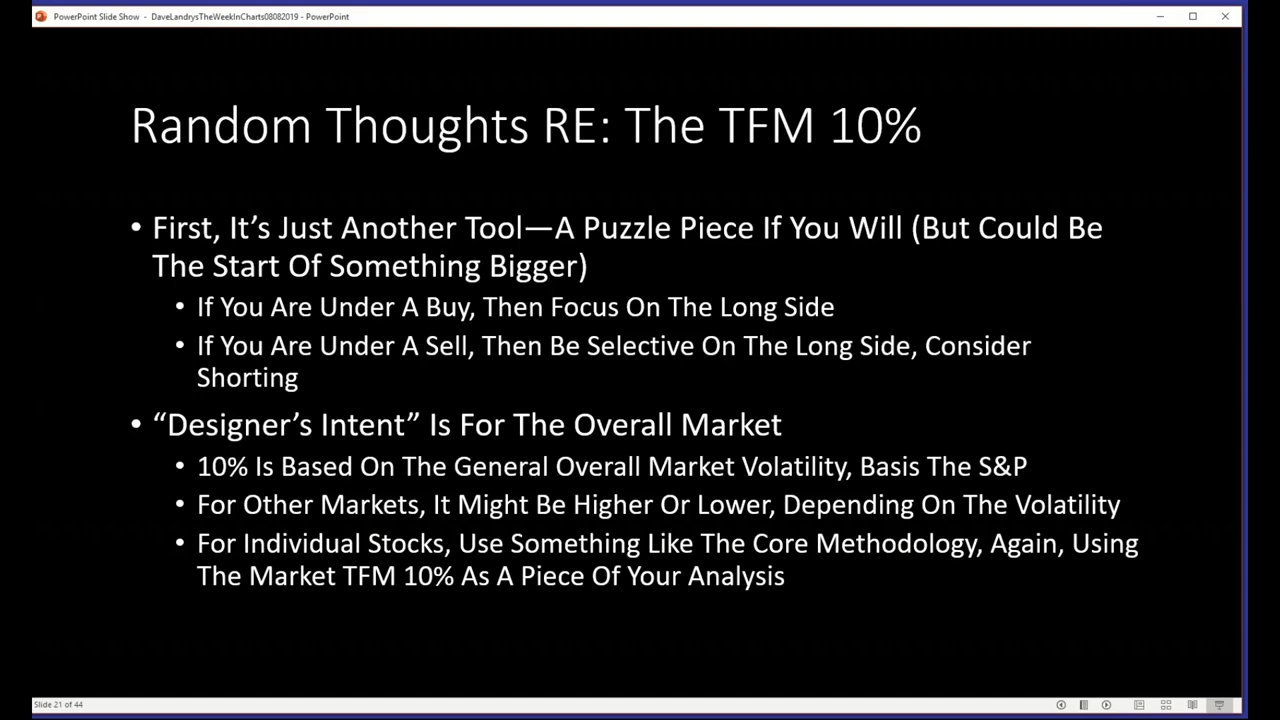 PowerPoint Slide Show - DaveLandrysTheWeekInCharts08082019 - PowerPoint
Random Thoughts RE: The TFM 10%
• First, It’s Just Another Tool—A Puzzle Piece If You Will (But Could Be
The Start Of Something Bigger)
• If You Are Under A Buy, Then Focus On The Long Side
• If You Are Under A Sell, Then Be Selective On The Long Side, Consider
Shorting
• “Designer’s Intent” Is For The Overall Market
• 10% Is Based On The General Overall Market Volatility, Basis The S&P
• For Other Markets, It Might Be Higher Or Lower, Depending On The Volatility
• For Individual Stocks, Use Something Like The Core Methodology, Again, Using
The Market TFM 10% As A Piece Of Your Analysis
Slide 21 of 44